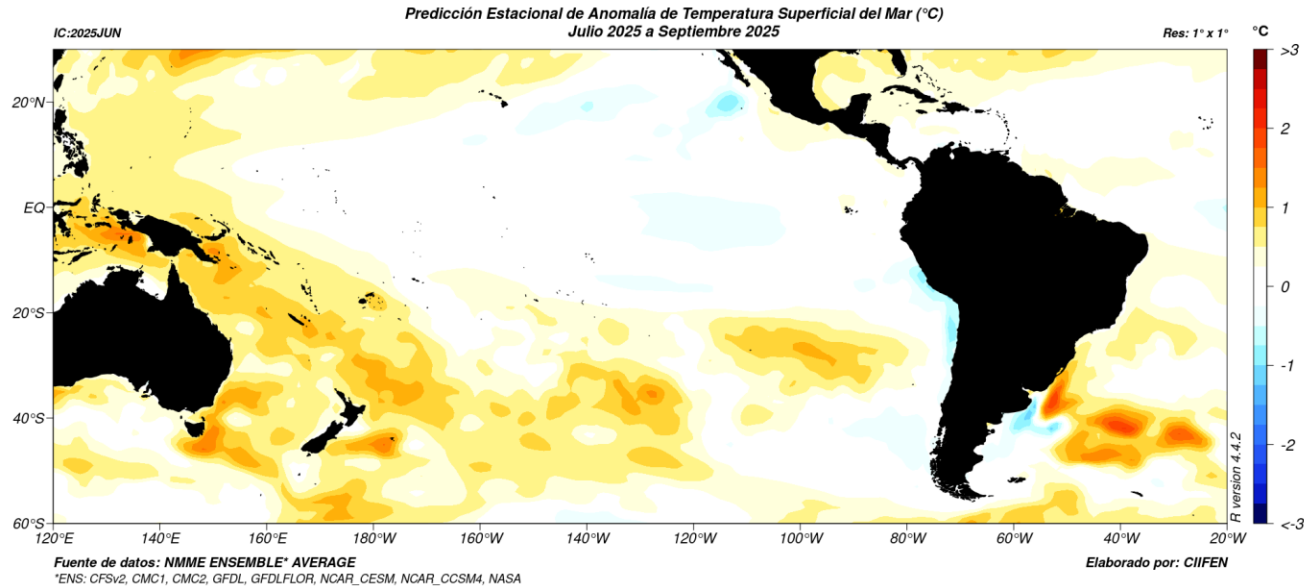 Predicción Estacional de Anomalía de Temperatura Superficial del Mar (°C)
IC:2025JUN
Julio 2025 a Septiembre 2025
Res: 1° x 1°
°C
>3
2
1
0
-1
-2
<-3
20°N
EQ
20°S
40°S
60°S
120°E
140°E
160°E
180°W
160°W
140°W
120°W
100°W
80°W
60°W
40°W
20°W
R version 4.4.2
Fuente de datos: NMME ENSEMBLE* AVERAGE
Elaborado por: CIIFEN
*ENS: CFSv2, CMC1, CMC2, GFDL, GFDLFLOR, NCAR_CESM, NCAR_CCSM4, NASA